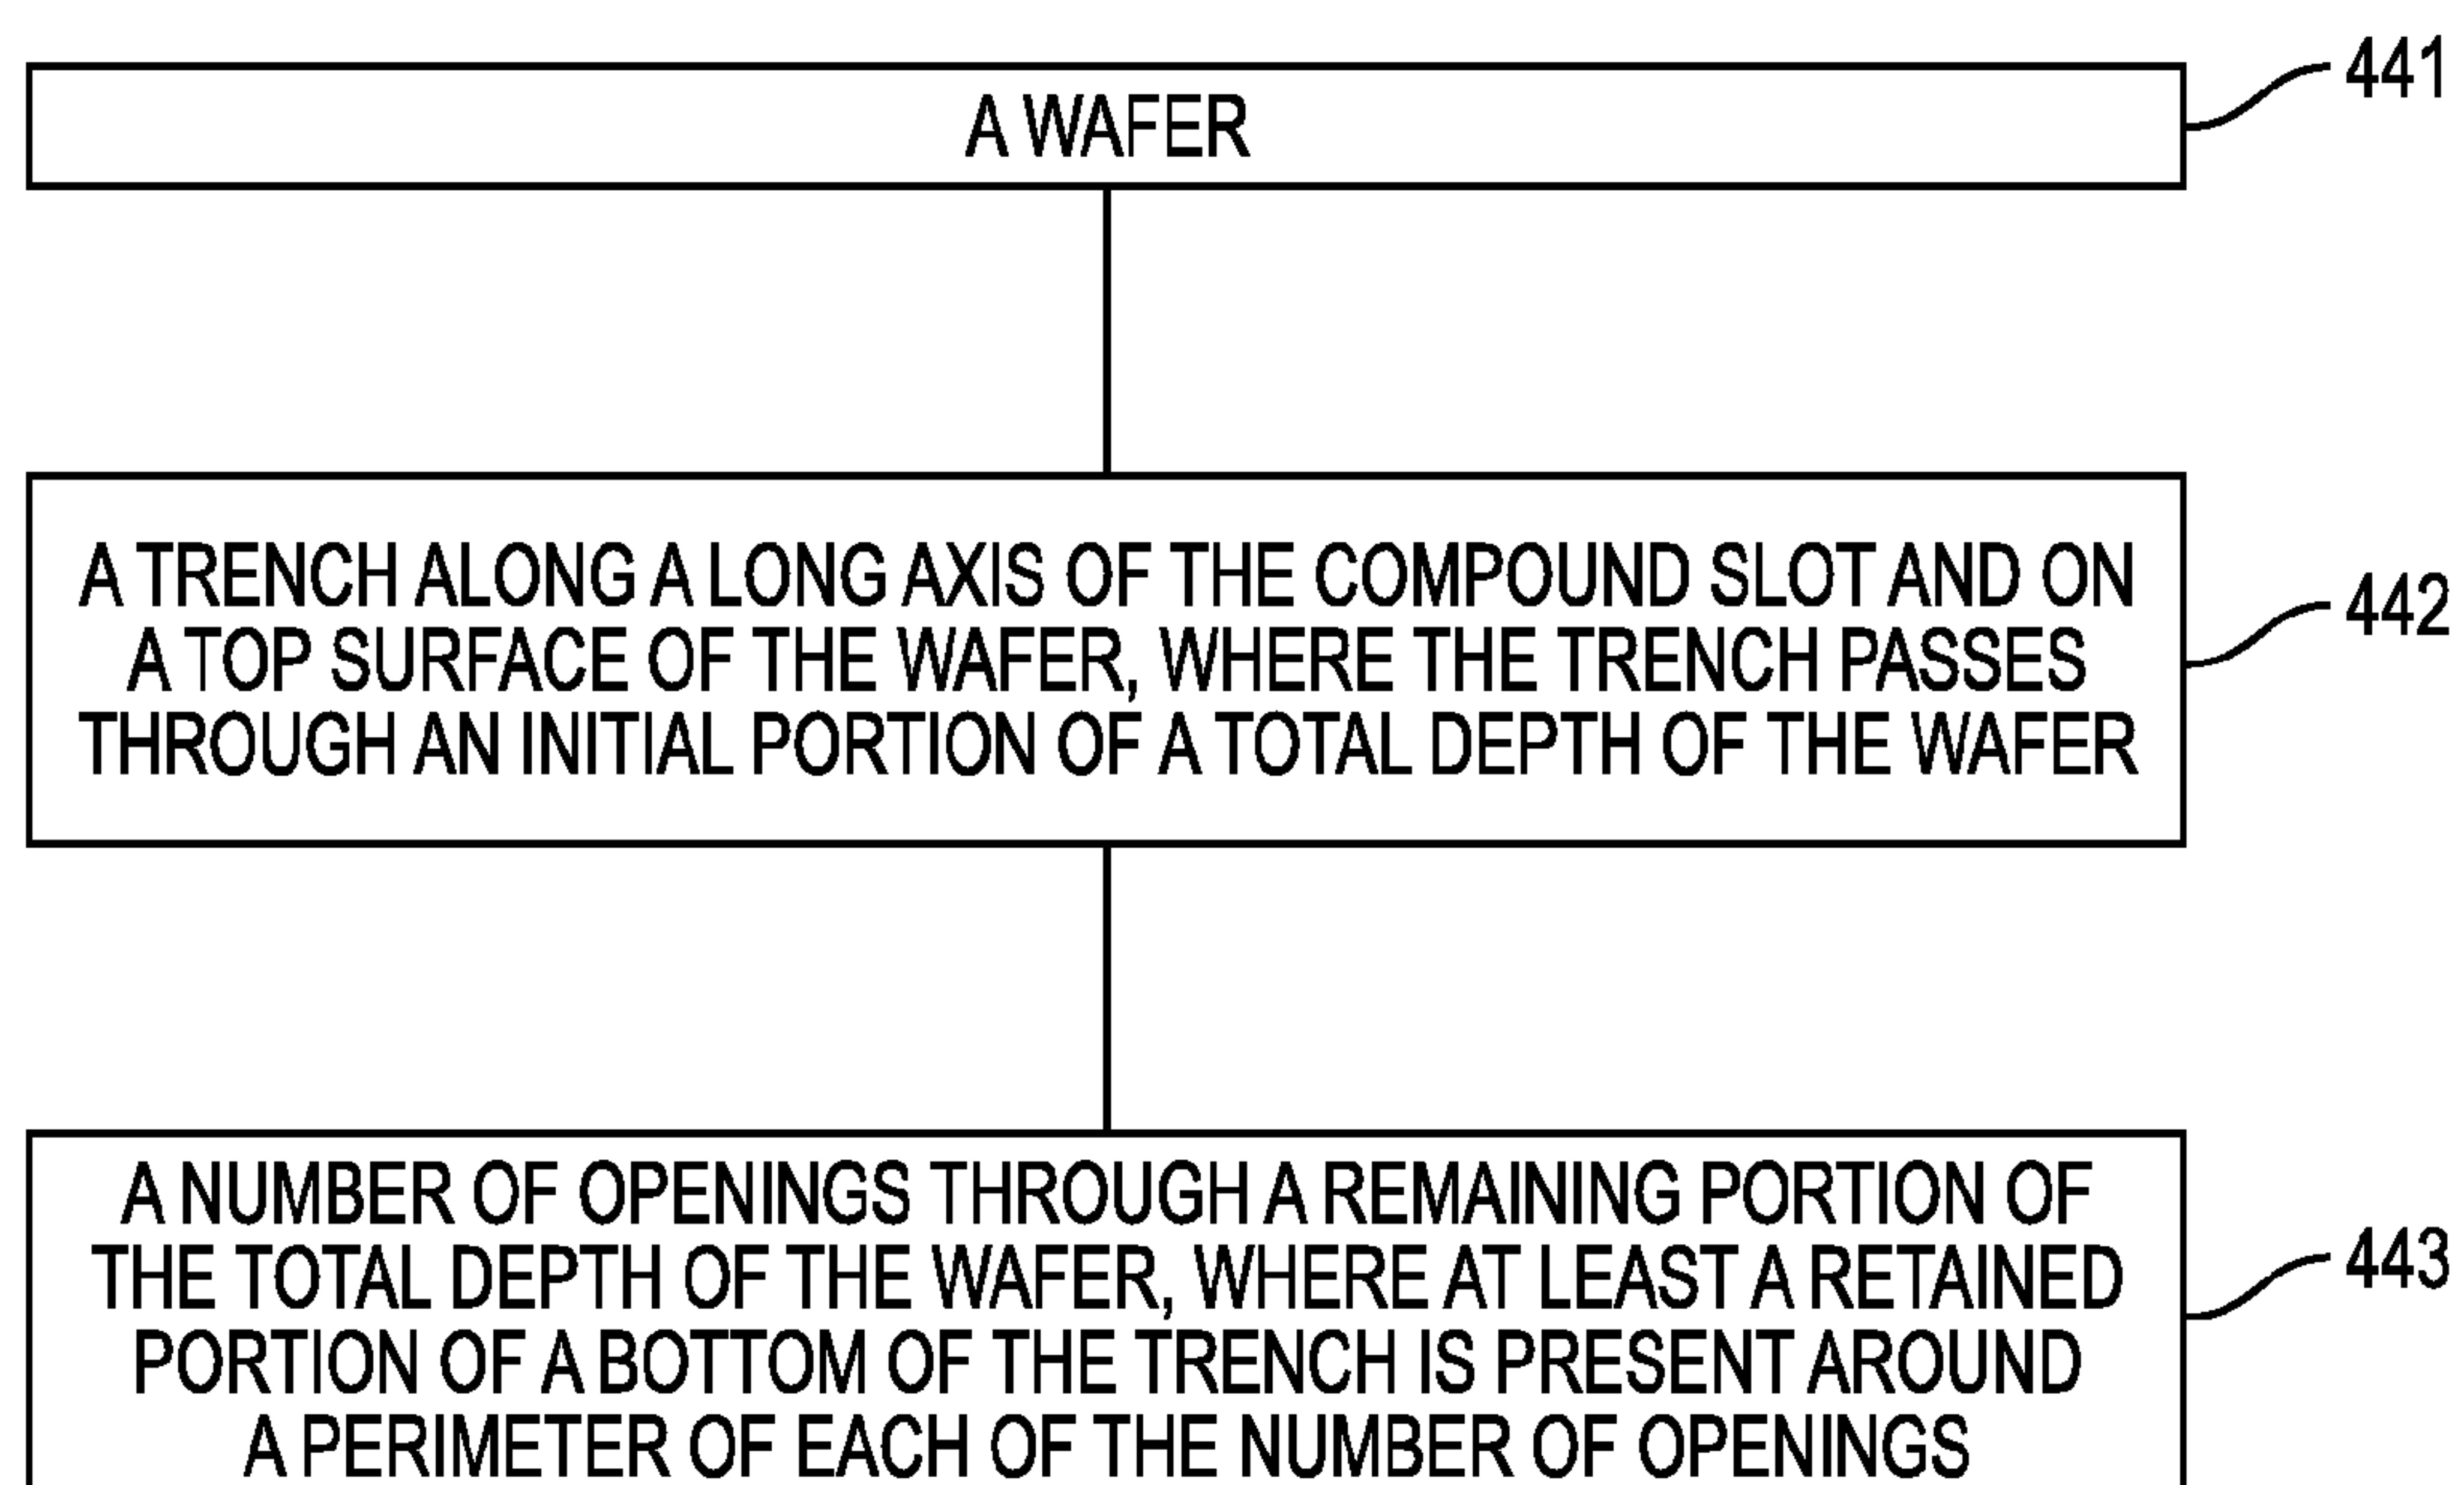 441
A WAFER
A TRENCH ALONG A LONG AXIS OF THE COMPOUND SLOT AND ON
A TOP SURFACE OF THE WAFER, WHERE THE TRENCH PASSES
THROUGH AN INITIAL PORTION OF A TOTAL DEPTH OF THE WAFER
442
A NUMBER OF OPENINGS THROUGH A REMAINING PORTION OF
THE TOTAL DEPTH OF THE WAFER, WHERE AT LEAST A RETAINED
PORTION OF A BOTTOM OF THE TRENCH IS PRESENT AROUND
A PERIMETER OF EACH OF THE NUMBER OF OPENINGS
443